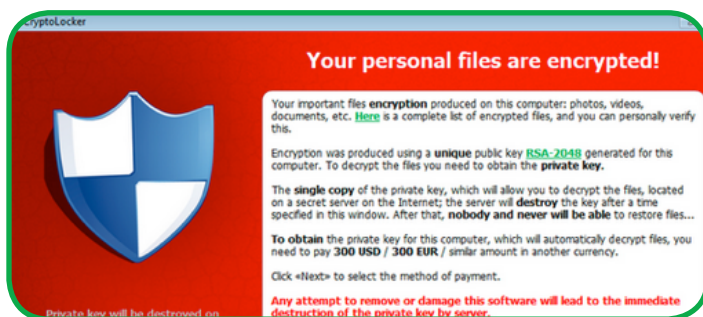 CryptoLocker
Your personal files are encrypted!
Your important files encryption produced on this computer: photos, videos,
documents, etc. Here is a complete list of encrypted files, and you can personally verify
this.
Encryption was produced using a unique public key RSA-2048 generated for this
computer. To decrypt the files you need to obtain the private key.
The single copy of the private key, which will allow you to decrypt the files, located
on a secret server on the Internet; the server will destroy the key after a time
specified in this window. After that, nobody and never will be able to restore files...
To obtain the private key for this computer, which will automatically decrypt files, you
need to pay 300 USD / 300 EUR / similar amount in another currency.
Click «Next» to select the method of payment.
Any attempt to remove or damage this software will lead to the immediate
destruction of the private key by server.
Private key will be destroyed on